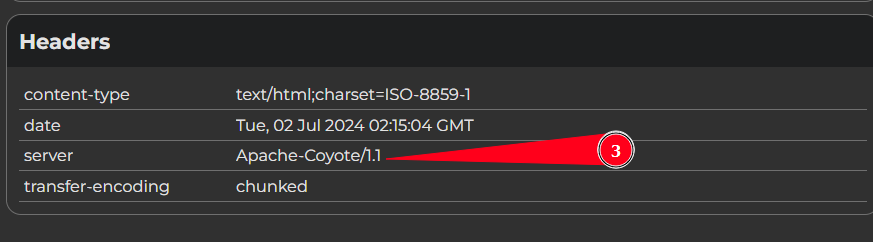 Headers
content-type text/html;charset=ISO-8859-1
date Tue, 02 Jul 2024 02:15:04 GMT
server Apache-Coyote/1.1 3
transfer-encoding chunked